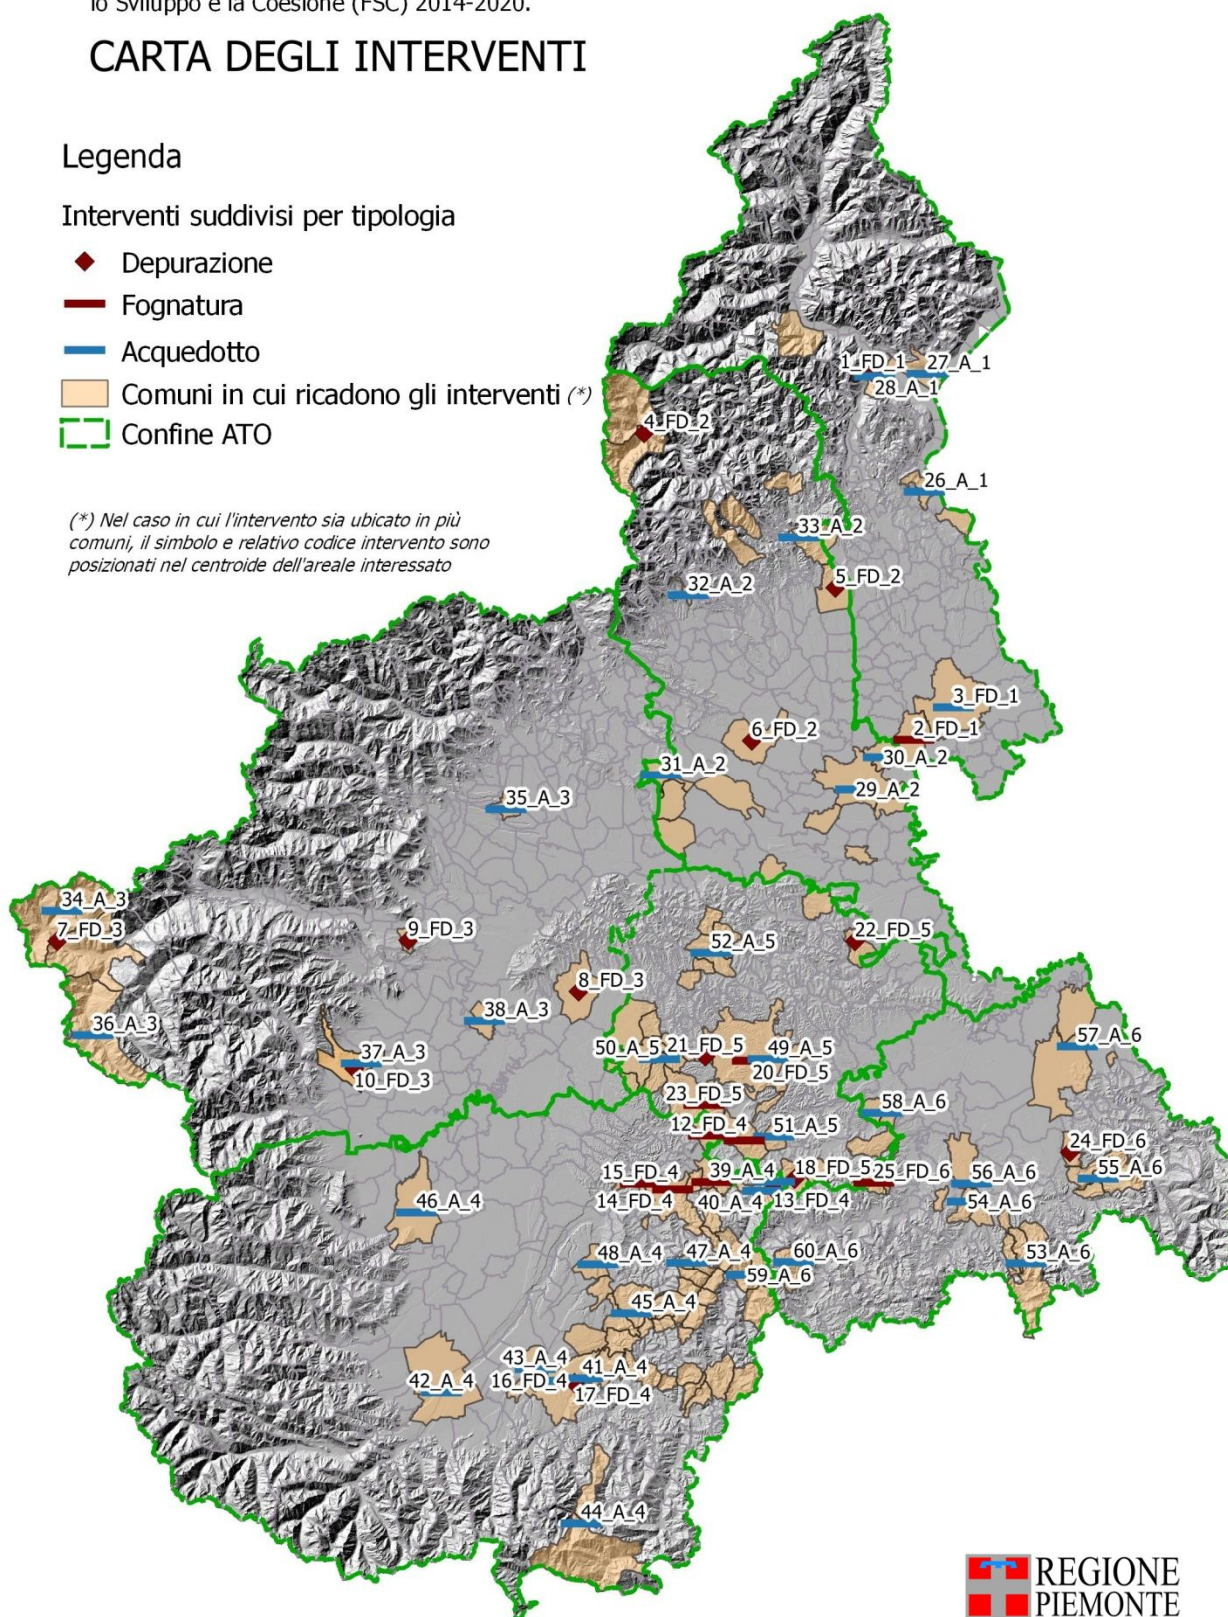 lo Sviluppo e la Coesione (FSC) 2014-2020.
CARTA DEGLI INTERVENTI
Legenda
Interventi suddivisi per tipologia
Depurazione
Fognatura
Acquedotto
Comuni in cui ricadono gli interventi (*)
Confine ATO
(*) Nel caso in cui l'intervento sia ubicato in più
comuni, il simbolo e relativo codice intervento sono
posizionati nel centroide dell'areale interessato
1_FD_1
27_A_1
28_A_1
4_FD_2
26_A_1
33_A_2
5_FD_2
32_A_2
3_FD_1
2_FD_1
6_FD_2
30_A_2
31_A_2
29_A_2
35_A_3
34_A_3
7_FD_3
9_FD_3
22_FD_5
52_A_5
8_FD_3
38_A_3
36_A_3
37_A_3
10_FD_3
50_A_5
21_FD_5
49_A_5
20_FD_5
57_A_6
23_FD_5
58_A_6
12_FD_4
51_A_5
24_FD_6
15_FD_4
39_A_4
18_FD_5
25_FD_6
56_A_6
55_A_6
14_FD_4
40_A_4
13_FD_4
54_A_6
46_A_4
48_A_4
47_A_4
60_A_6
53_A_6
59_A_6
45_A_4
43_A_4
41_A_4
42_A_4
16_FD_4
17_FD_4
44_A_4
REGIONE
PIEMONTE